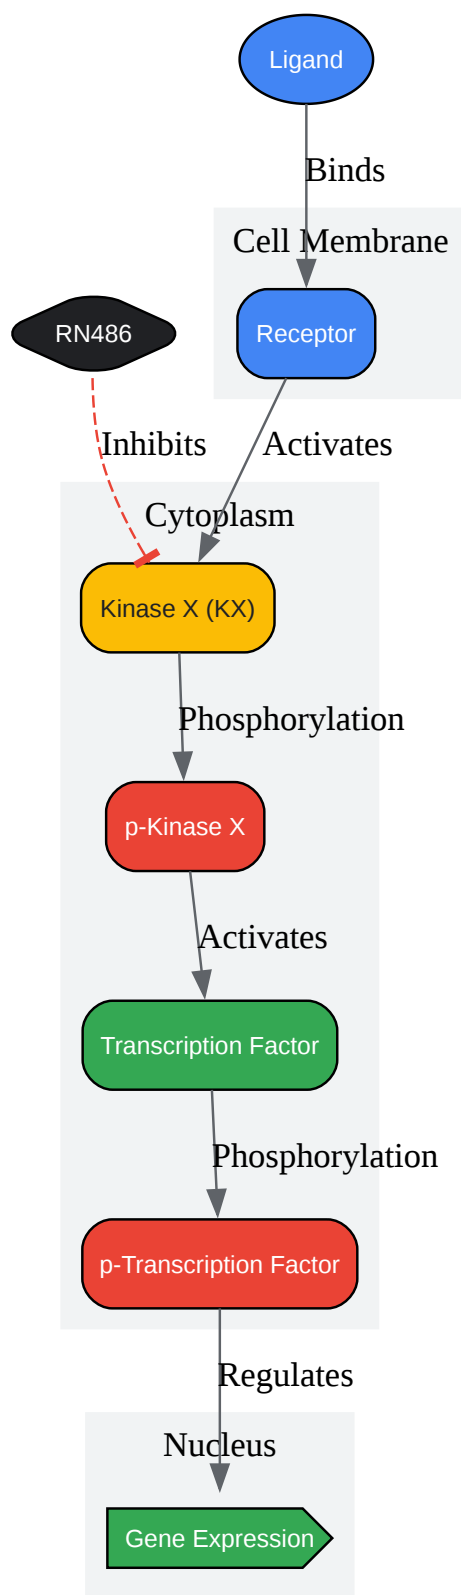 Ligand
Binds
Cell Membrane
RN486
Receptor
Inhibits
Activates
Cytoplasm
Kinase X (KX)
Phosphorylation
p-Kinase X
Activates
Transcription Factor
Phosphorylation
p-Transcription Factor
Regulates
Nucleus
Gene Expression